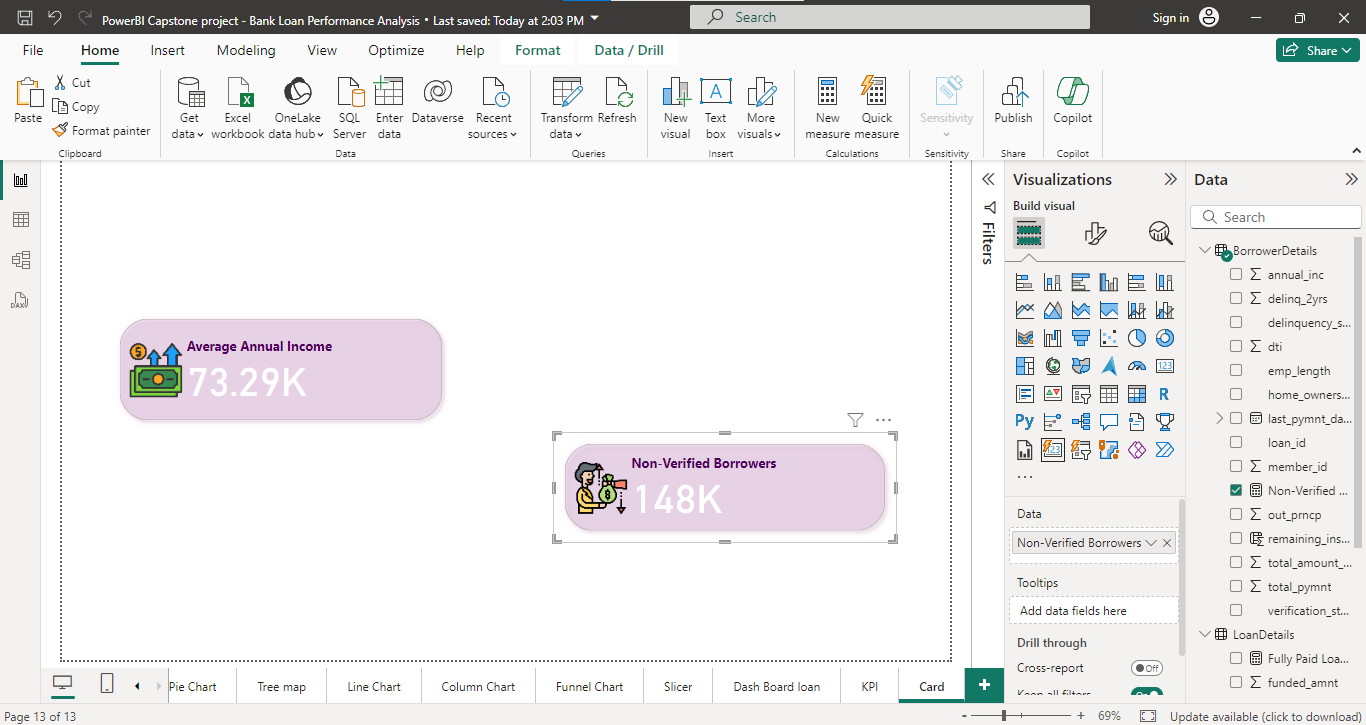 PowerBI Capstone project - Bank Loan Performance Analysis • Last saved: Today at 2:03 PM
Search
Sign in
File
Home
Insert
Modeling
View
Optimize
Help
Format
Data / Drill
Share
Paste
Cut
Copy
Format painter
Clipboard
Get data
Excel workbook
OneLake data hub
SQL Server
Enter data
Dataverse
Recent sources
Data
Transform data
Refresh
Queries
New visual
Text box
More visuals
Insert
New measure
Quick measure
Calculations
Sensitivity
Sensitivity
Publish
Share
Copilot
Copilot
Average Annual Income
73.29K
Non-Verified Borrowers
148K
Filters
Visualizations
Build visual
123
R
Py
123
...
Data
Non-Verified Borrowers
Tooltips
Add data fields here
Drill through
Cross-report
Off
Keep all filters
On
Data
Search
BorrowerDetails
annual_inc
delinq_2yrs
delinquency_s...
dti
emp_length
home_owners...
last_pymnt_da...
loan_id
member_id
Non-Verified ...
out_prncp
remaining_ins...
total_amount_...
total_pymnt
verification_st...
LoanDetails
Fully Paid Loa...
funded_amnt
DAX
Pie Chart
Tree map
Line Chart
Column Chart
Funnel Chart
Slicer
Dash Board loan
KPI
Card
+
Page 13 of 13
- + 69%
Update available (click to download)